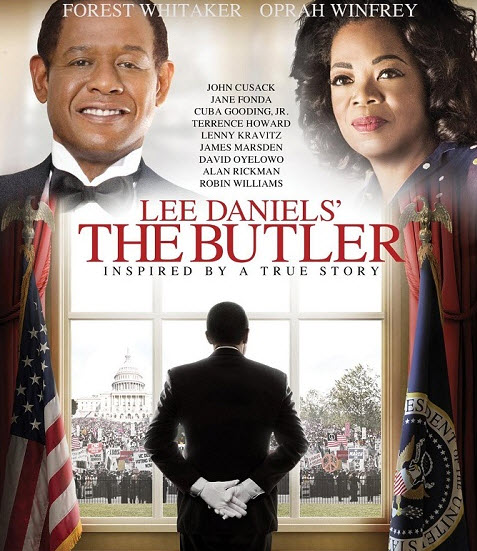 FOREST WHITAKER OPRAH WINFREY
JOHN CUSACK
JANE FONDA
CUBA GOODING, JR.
TERRENCE HOWARD
LENNY KRAVITZ
JAMES MARSDEN
DAVID OYELOWO
ALAN RICKMAN
ROBIN WILLIAMS
LEE DANIELS'
THE BUTLER
INSPIRED BY A TRUE STORY